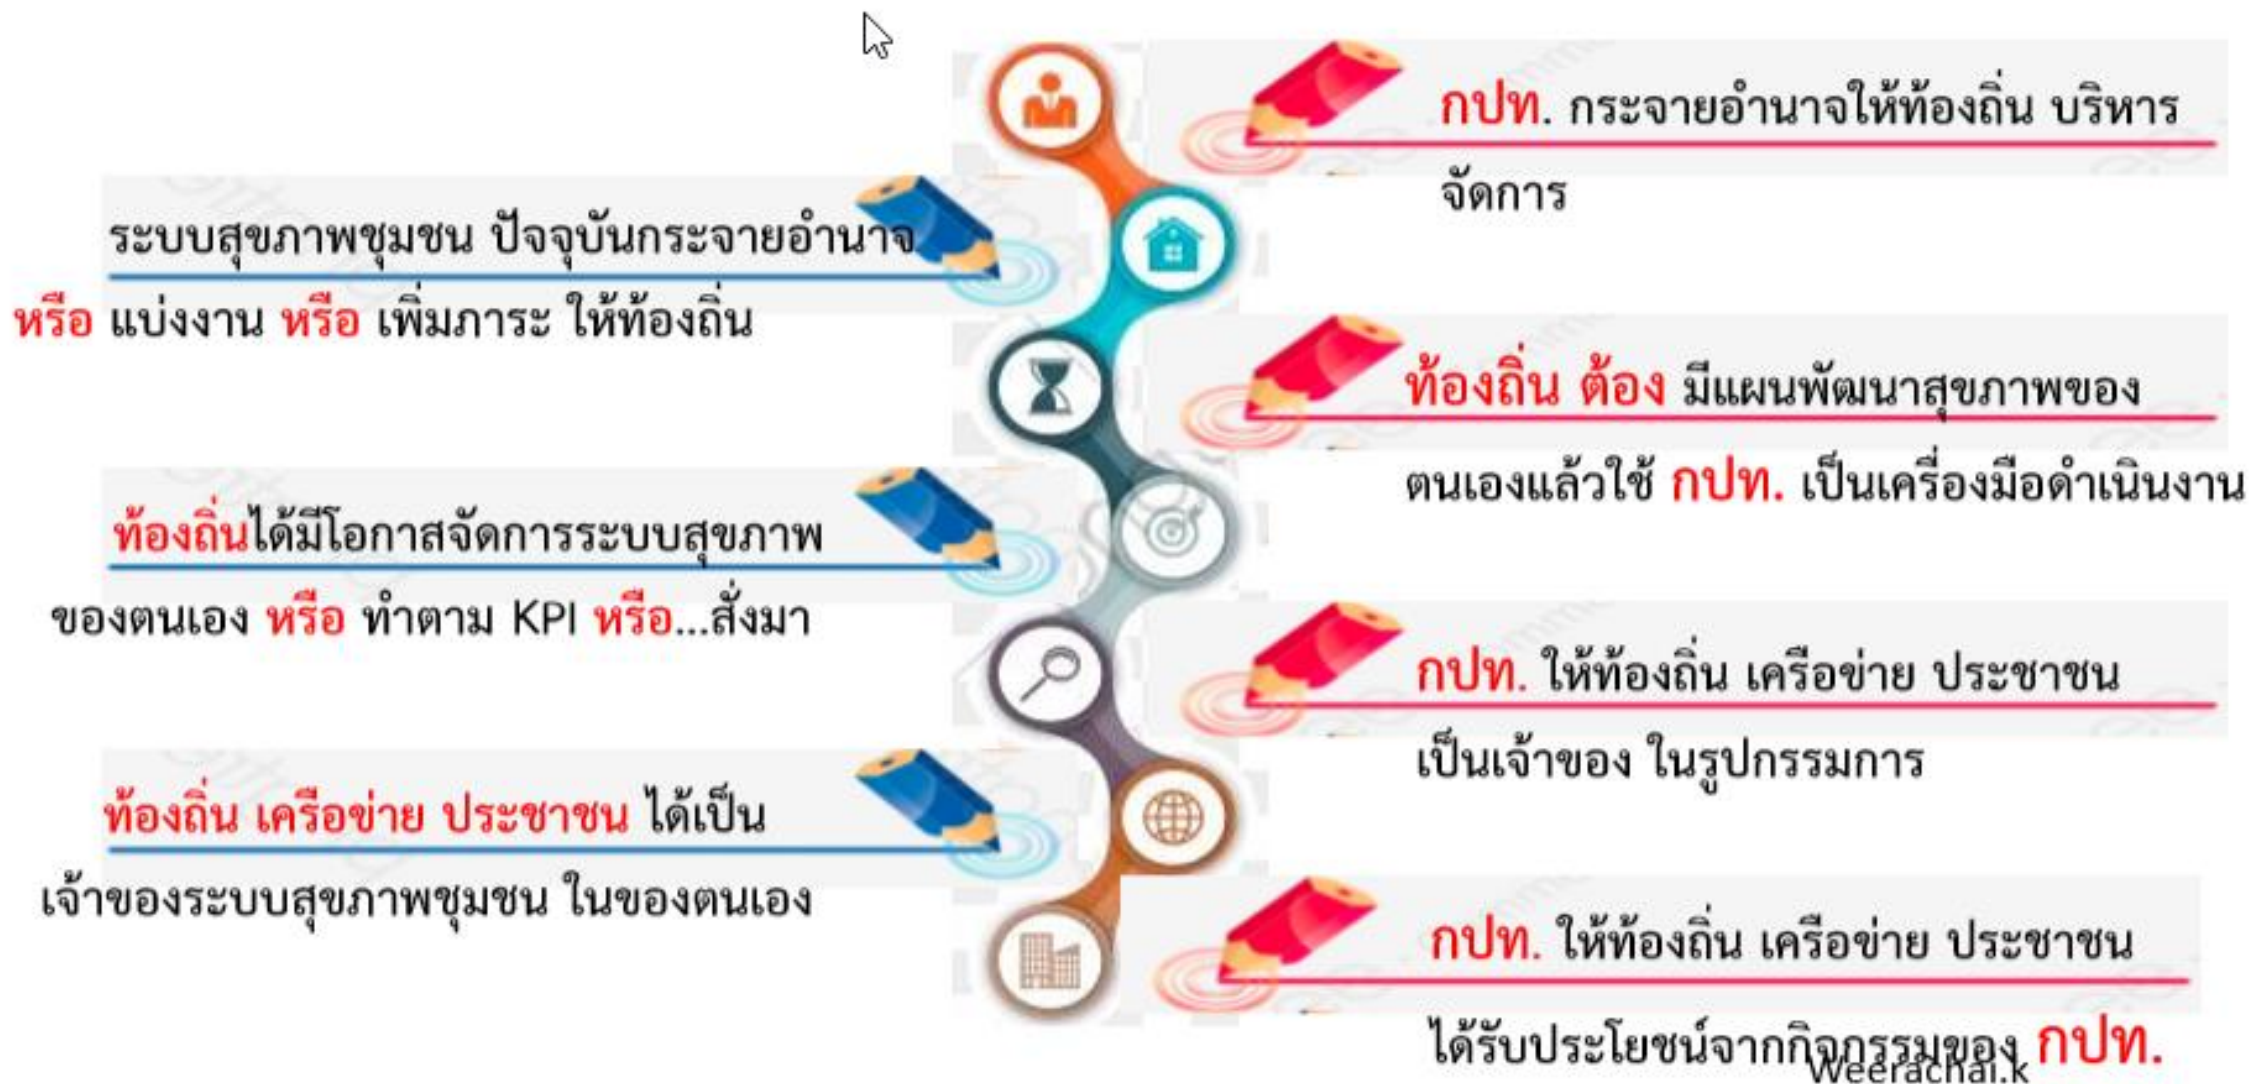 กปท. กระจายอำนาจให้ท้องถิ่น บริหาร
จัดการ
ระบบสุขภาพชุมชน ปัจจุบันกระจายอำนาจ
หรือ แบ่งงาน หรือ เพิ่มภาระ ให้ท้องถิ่น
ท้องถิ่น ต้อง มีแผนพัฒนาสุขภาพของ
ตนเองแล้วใช้ กปท. เป็นเครื่องมือดำเนินงาน
ท้องถิ่นได้มีโอกาสจัดการระบบสุขภาพ
ของตนเอง หรือ ทำตาม KPI หรือ...สั่งมา
กปท. ให้ท้องถิ่น เครือข่าย ประชาชน
เป็นเจ้าของ ในรูปกรรมการ
ท้องถิ่น เครือข่าย ประชาชน ได้เป็น
เจ้าของระบบสุขภาพชุมชน ในของตนเอง
กปท. ให้ท้องถิ่น เครือข่าย ประชาชน
ได้รับประโยชน์จากกิจกรรมของ กปท.
Weerachai.k